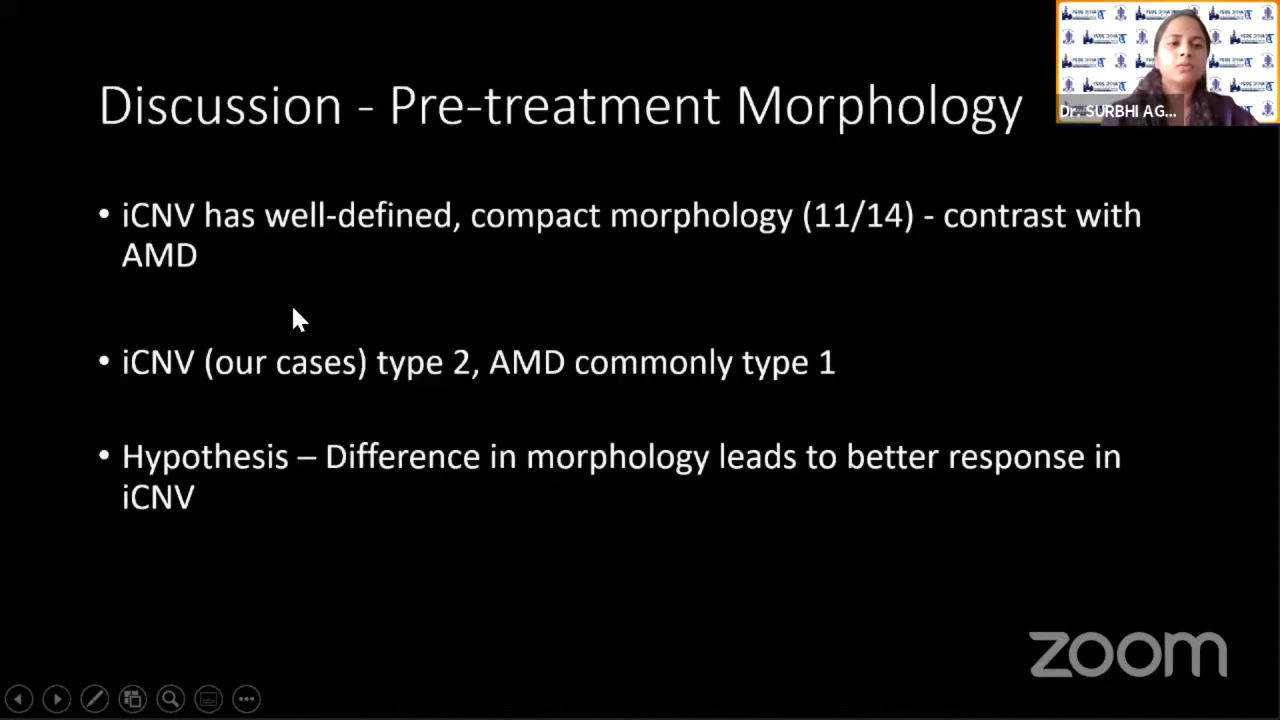 Discussion - Pre-treatment Morphology
Dr. SURBHI AG...
• iCNV has well-defined, compact morphology (11/14) - contrast with
AMD
• iCNV (our cases) type 2, AMD commonly type 1
• Hypothesis – Difference in morphology leads to better response in
iCNV
zoom